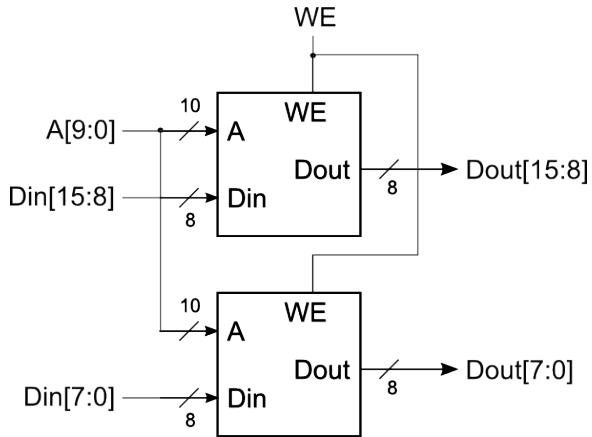 WE
10
WE
A[9:0]
A
Dout
Dout[15:8]
8
Din[15:8]
Din
8
10
WE
A
Dout
Dout[7:0]
8
Din[7:0]
Din
8